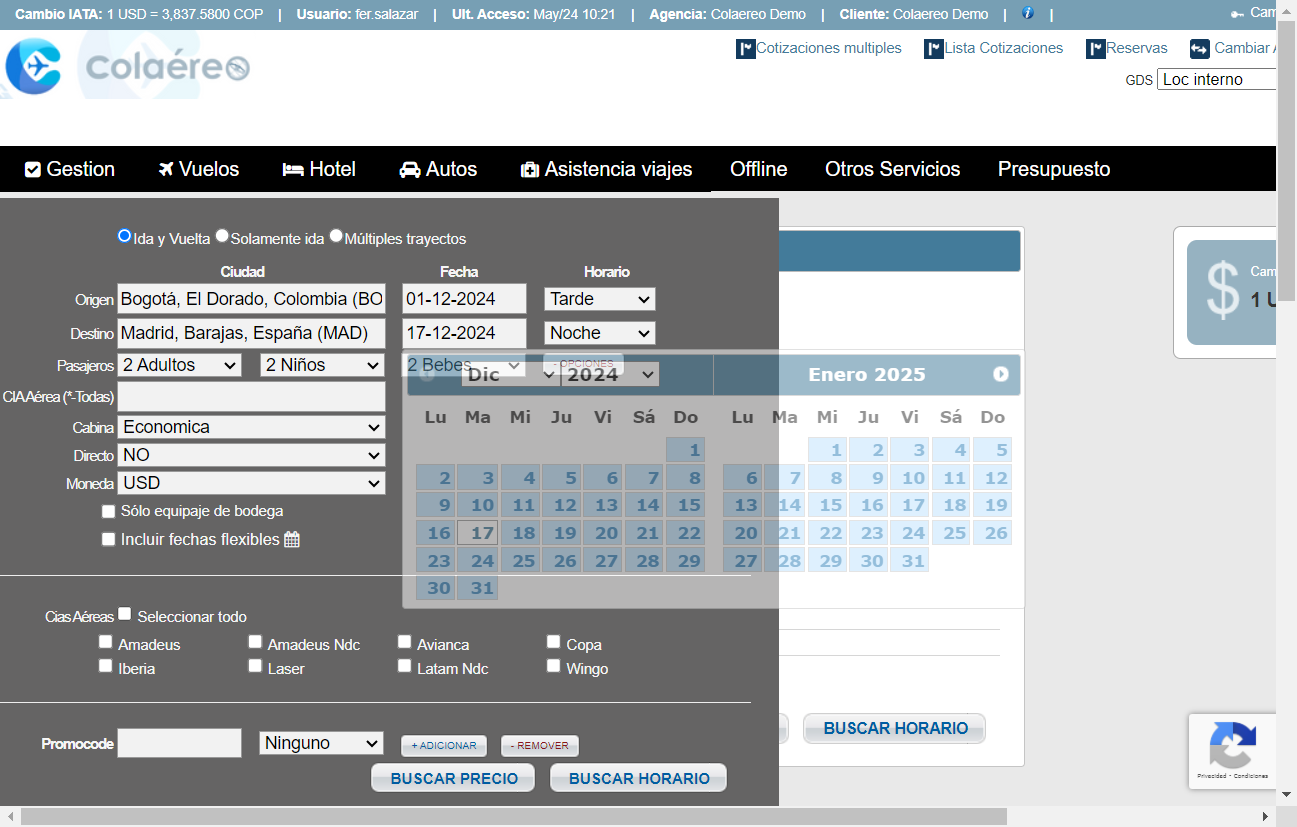 Cambio IATA: 1 USD = 3,837.5800 COP | Usuario: fer.salazar | Ult. Acceso: May/24 10:21 | Agencia: Colaereo Demo | Cliente: Colaereo Demo | |
Colaéreo
Cotizaciones multiples Lista Cotizaciones Reservas Cambiar
GDS Loc interno
Gestion Vuelos Hotel Autos Asistencia viajes Offline Otros Servicios Presupuesto
Ida y Vuelta Solamente ida Múltiples trayectos
Ciudad Fecha Horario
Origen Bogotá, El Dorado, Colombia (BO 01-12-2024 Tarde
Destino Madrid, Barajas, España (MAD) 17-12-2024 Noche
Pasajeros 2 Adultos 2 Niños 2 Bebes - OPCIONES
CIA Aérea (*-Todas)
Cabina Economica
Directo NO
Moneda USD
Sólo equipaje de bodega
Incluir fechas flexibles
Dic 2024 Enero 2025
Lu Ma Mi Ju Vi Sá Do Lu Ma Mi Ju Vi Sá Do
1 1 2 3 4 5
2 3 4 5 6 7 8 6 7 8 9 10 11 12
9 10 11 12 13 14 15 13 14 15 16 17 18 19
16 17 18 19 20 21 22 20 21 22 23 24 25 26
23 24 25 26 27 28 29 27 28 29 30 31
30 31
$ 1
Cias Aéreas Seleccionar todo
Amadeus Amadeus Ndc Avianca Copa
Iberia Laser Latam Ndc Wingo
Promocode Ninguno + ADICIONAR - REMOVER
BUSCAR PRECIO BUSCAR HORARIO
BUSCAR HORARIO
Privacidad - Condiciones